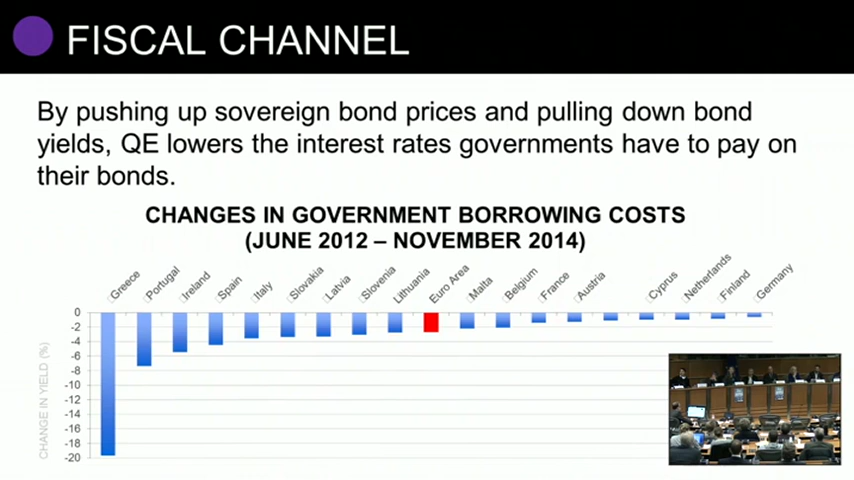 FISCAL CHANNEL
By pushing up sovereign bond prices and pulling down bond
yields, QE lowers the interest rates governments have to pay on
their bonds.
CHANGES IN GOVERNMENT BORROWING COSTS
(JUNE 2012 – NOVEMBER 2014)
Greece
Portugal
Ireland
Spain
Italy
Slovakia
Latvia
Slovenia
Lithuania
Euro Area
Malta
Belgium
France
Austria
Cyprus
Netherlands
Finland
Germany
CHANGE IN YIELD (%)
0
-2
-4
-6
-8
-10
-12
-14
-16
-18
-20